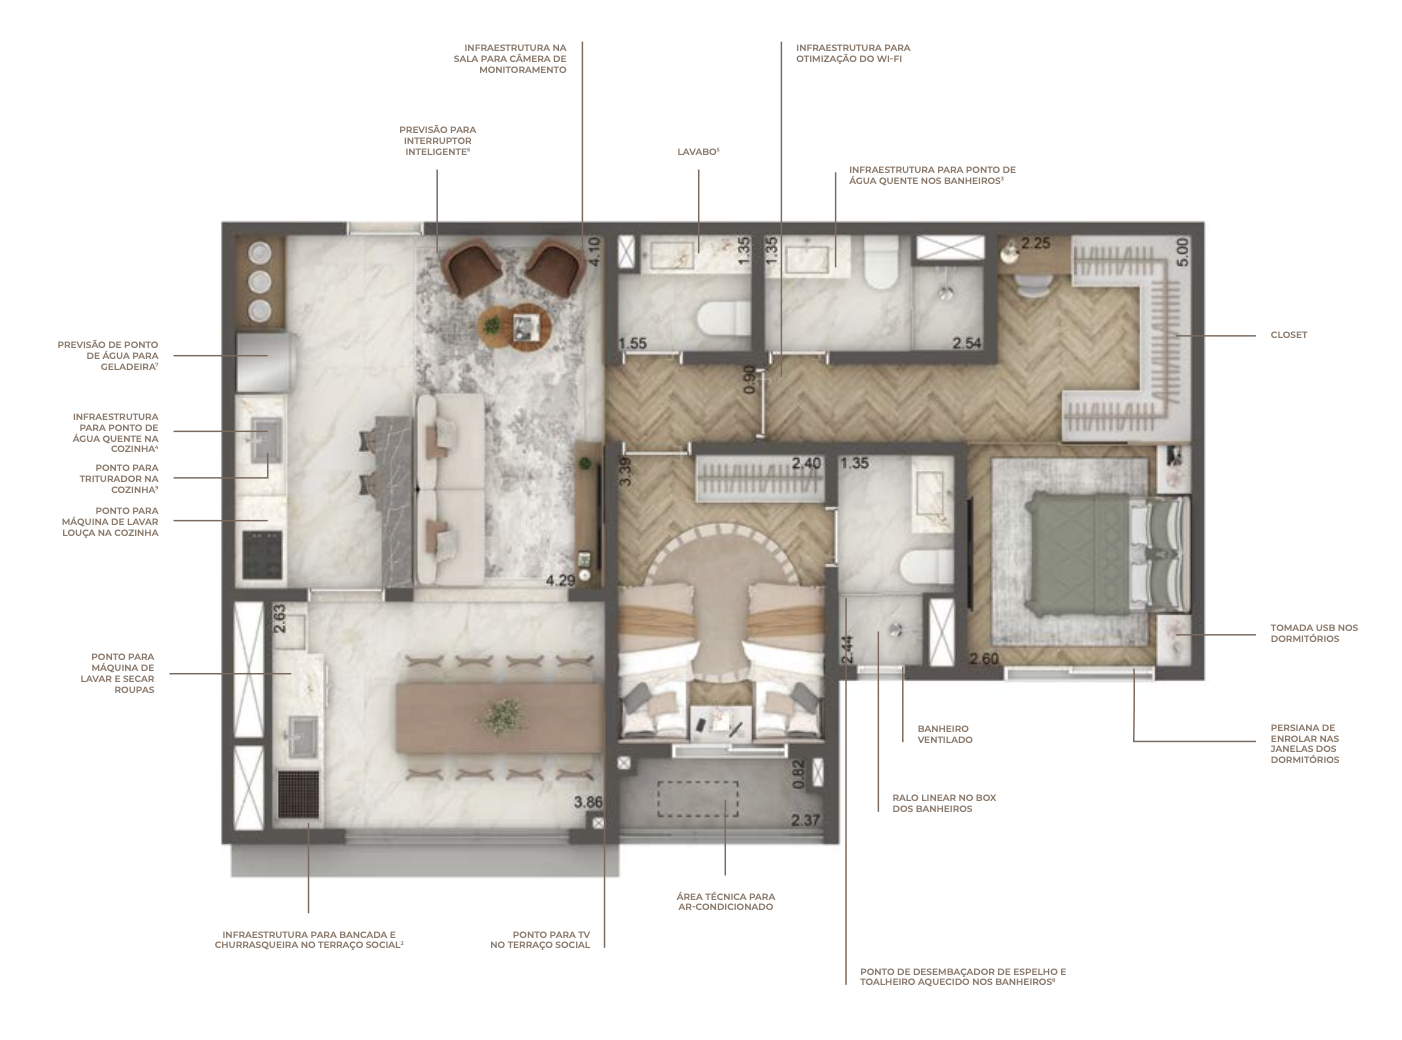 INFRAESTRUTURA NA
SALA PARA CÂMERA DE
MONITORAMENTO
INFRAESTRUTURA PARA
OTIMIZAÇÃO DO WI-FI
PREVISÃO PARA
INTERRUPTOR
INTELIGENTE⁶
LAVABO⁵
INFRAESTRUTURA PARA PONTO DE
ÁGUA QUENTE NOS BANHEIROS³
4.10
1.35
1.35
2.25
5.00
1.55
2.54
0.90
PREVISÃO DE PONTO
DE ÁGUA PARA
GELADEIRA⁷
CLOSET
INFRAESTRUTURA
PARA PONTO DE
ÁGUA QUENTE NA
COZINHA⁴
PONTO PARA
TRITURADOR NA
COZINHA⁹
PONTO PARA
MÁQUINA DE LAVAR
LOUÇA NA COZINHA
3.39
2.40
1.35
4.29
2.63
2.44
2.60
TOMADA USB NOS
DORMITÓRIOS
PONTO PARA
MÁQUINA DE
LAVAR E SECAR
ROUPAS
BANHEIRO
VENTILADO
PERSIANA DE
ENROLAR NAS
JANELAS DOS
DORMITÓRIOS
0.82
3.86
2.37
RALO LINEAR NO BOX
DOS BANHEIROS
ÁREA TÉCNICA PARA
AR-CONDICIONADO
INFRAESTRUTURA PARA BANCADA E
CHURRASQUEIRA NO TERRAÇO SOCIAL²
PONTO PARA TV
NO TERRAÇO SOCIAL
PONTO DE DESEMBAÇADOR DE ESPELHO E
TOALHEIRO AQUECIDO NOS BANHEIROS⁸